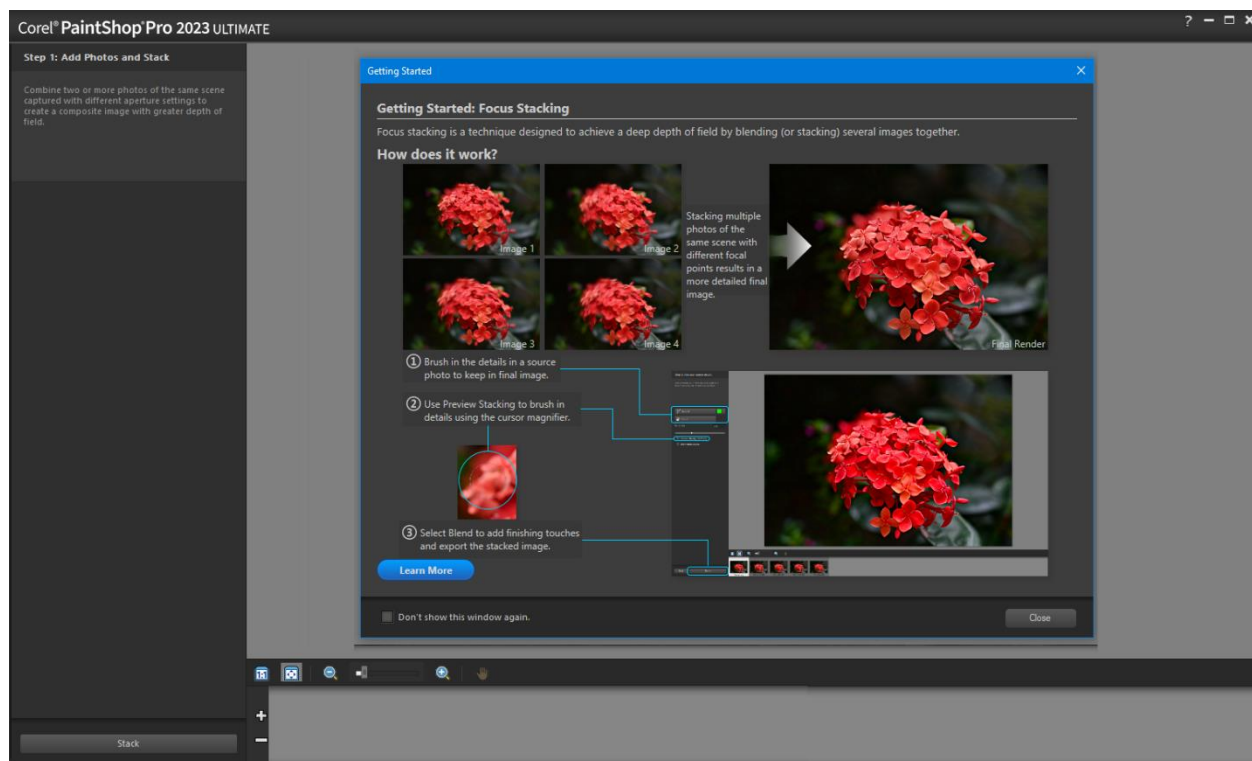 Corel® PaintShop® Pro 2023 ULTIMATE
?
Step 1: Add Photos and Stack
Combine two or more photos of the same scene
captured with different aperture settings to
create a composite image with greater depth of
field.
Getting Started
Getting Started: Focus Stacking
Focus stacking is a technique designed to achieve a deep depth of field by blending (or stacking) several images together.
How does it work?
Image 1
Image 2
Image 3
Image 4
Stacking multiple
photos of the
same scene with
different focal
points results in a
more detailed final
image.
Final Render
1 Brush in the details in a source
photo to keep in final image.
2 Use Preview Stacking to brush in
details using the cursor magnifier.
3 Select Blend to add finishing touches
and export the stacked image.
Learn More
Don't show this window again.
Close
1:1
Stack